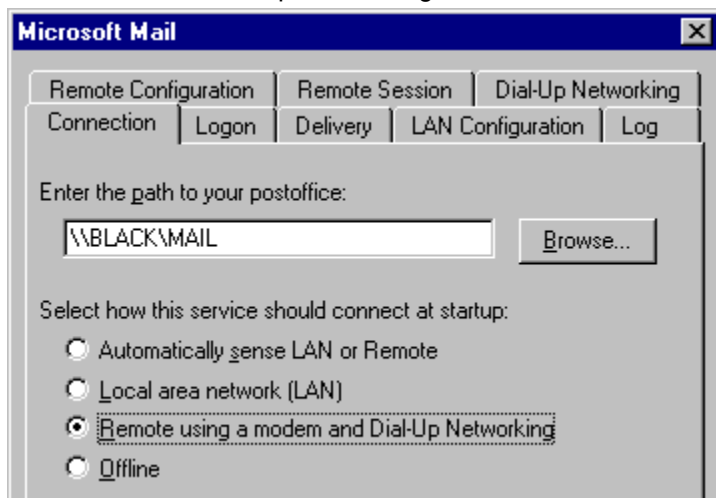 Microsoft Mail
Remote Configuration Remote Session Dial-Up Networking
Connection Logon Delivery LAN Configuration Log
Enter the path to your postoffice:
\\BLACK\MAIL Browse...
Select how this service should connect at startup:
Automatically sense LAN or Remote
Local area network (LAN)
Remote using a modem and Dial-Up Networking
Offline